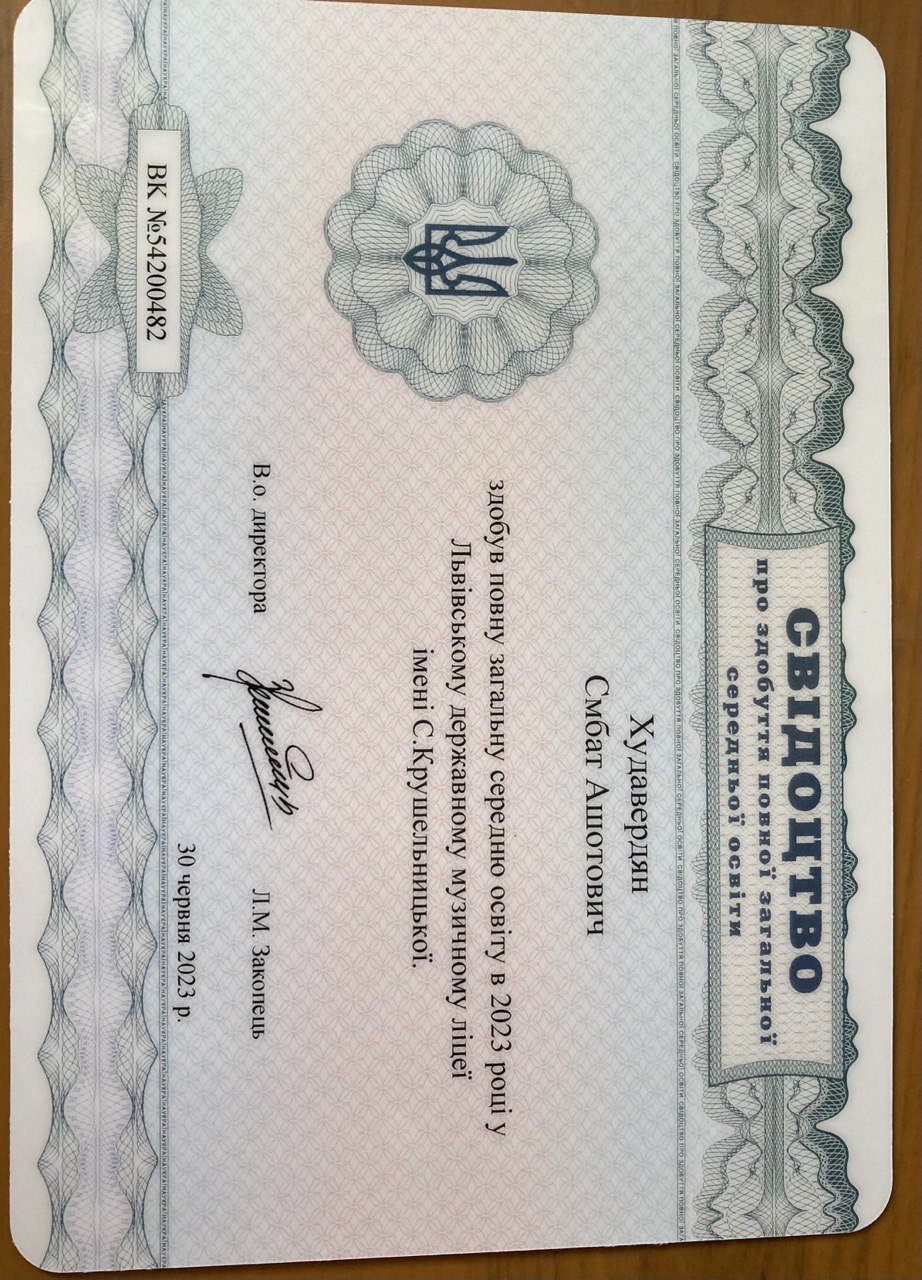 СВІДОЦТВО
про здобуття повної загальної
середньої освіти
Худавердян
Смбат Ашотович
здобув повну загальну середню освіту в 2023 році у
Львівському державному музичному ліцеї
імені С.Крушельницької.
В.о. директора
Л.М. Закопець
30 червня 2023 р.
ВК №54200482